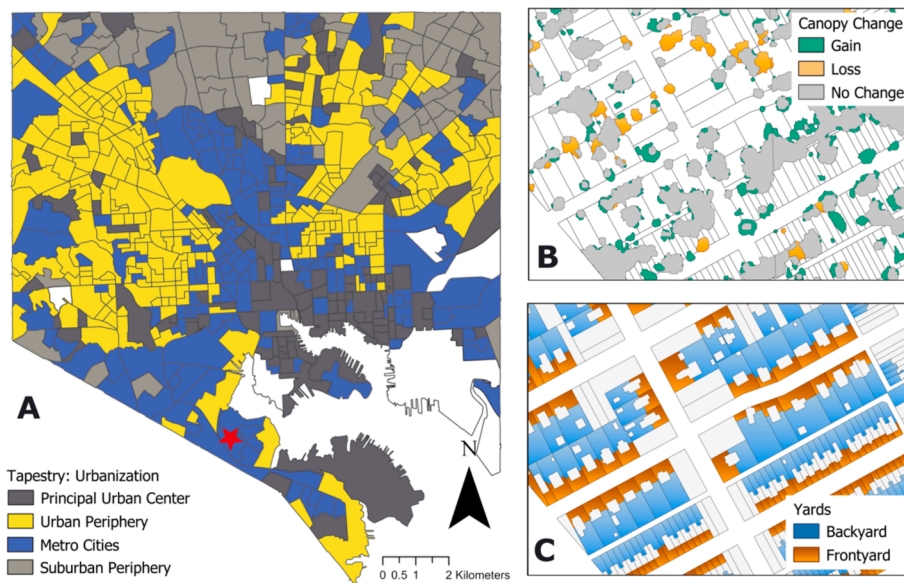 A
N
Tapestry: Urbanization
Principal Urban Center
Urban Periphery
Metro Cities
Suburban Periphery
0 0.5 1 2 Kilometers
Canopy Change
Gain
Loss
No Change
B
Yards
Backyard
Frontyard
C